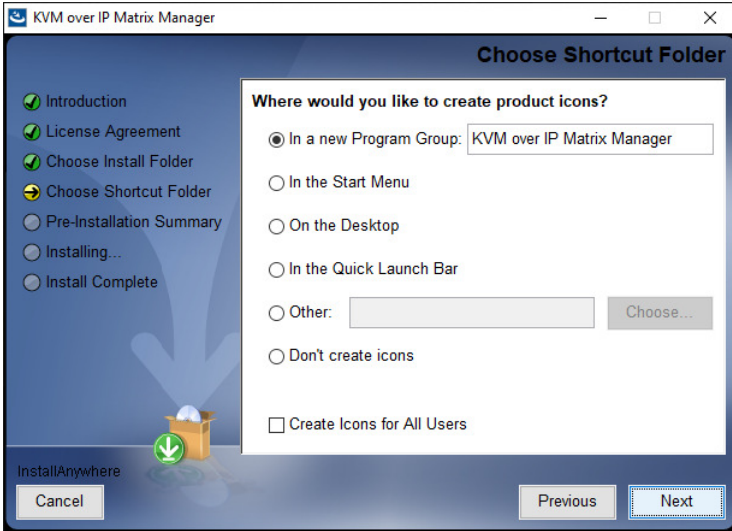 KVM over IP Matrix Manager
Choose Shortcut Folder
Introduction
License Agreement
Choose Install Folder
Choose Shortcut Folder
Pre-Installation Summary
Installing...
Install Complete
Where would you like to create product icons?
In a new Program Group: KVM over IP Matrix Manager
In the Start Menu
On the Desktop
In the Quick Launch Bar
Other: Choose...
Don't create icons
Create Icons for All Users
InstallAnywhere
Cancel Previous Next